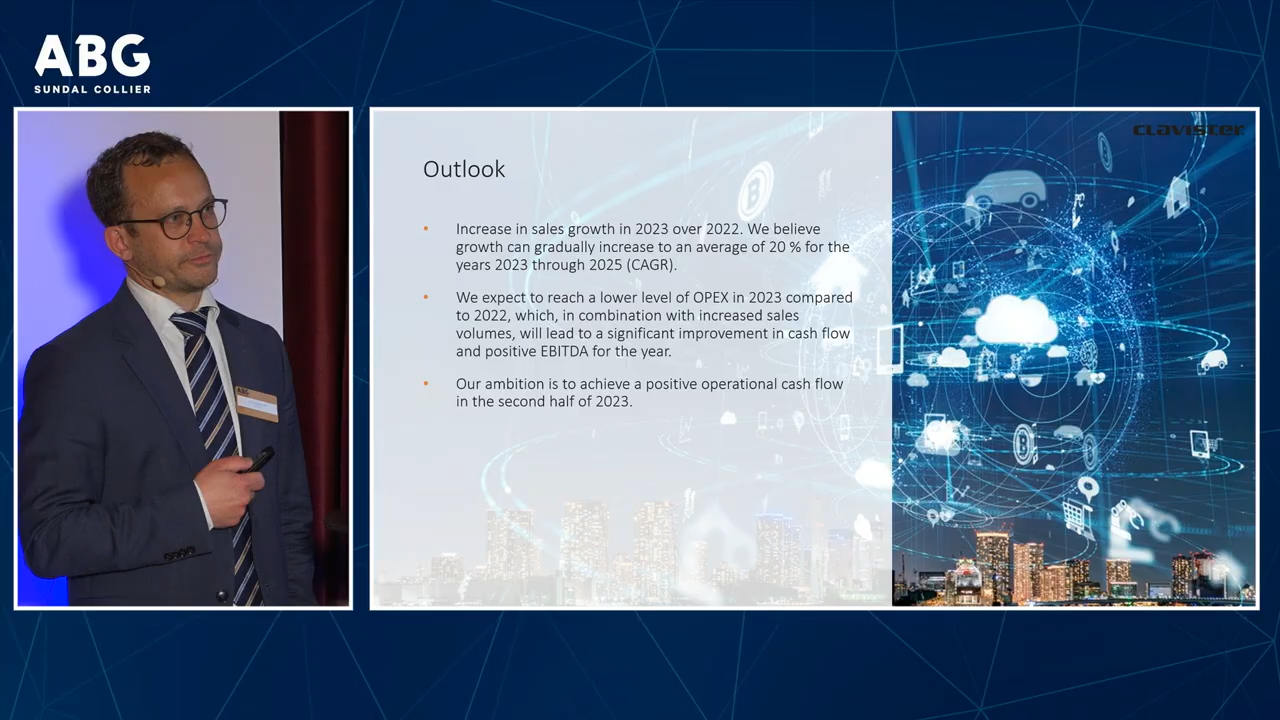 ABG
SUNDAL COLLIER
clavister
Outlook
• Increase in sales growth in 2023 over 2022. We believe
growth can gradually increase to an average of 20 % for the
years 2023 through 2025 (CAGR).
• We expect to reach a lower level of OPEX in 2023 compared
to 2022, which, in combination with increased sales
volumes, will lead to a significant improvement in cash flow
and positive EBITDA for the year.
• Our ambition is to achieve a positive operational cash flow
in the second half of 2023.